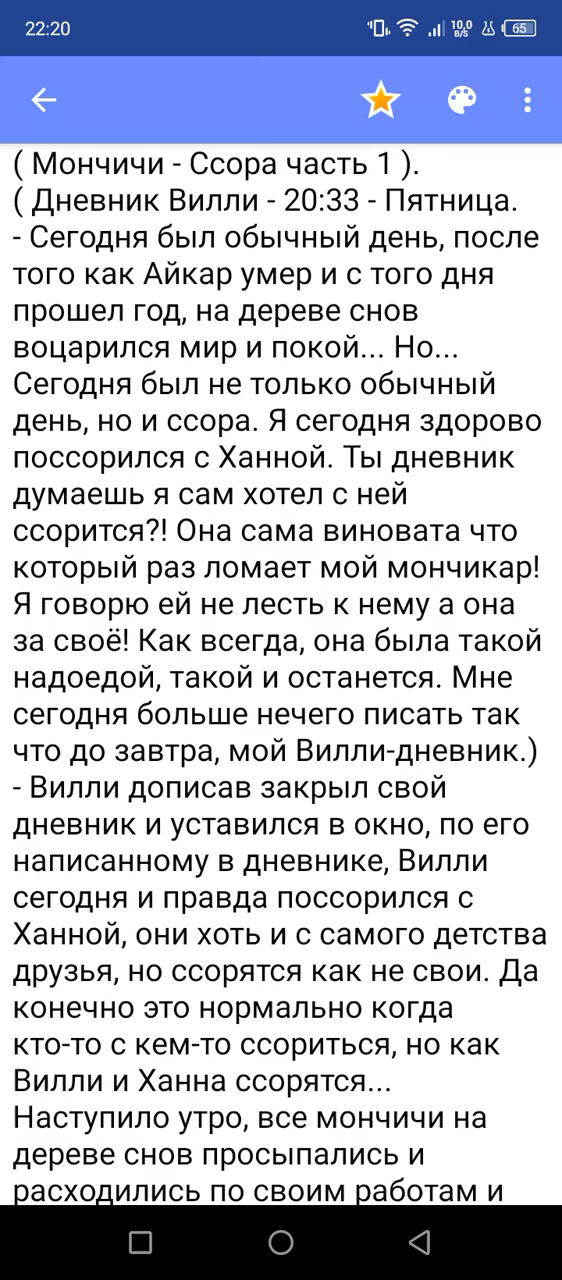 22:20
10,0
B/S
65
( Мончичи - Ссора часть 1 ).
( Дневник Вилли - 20:33 - Пятница.
- Сегодня был обычный день, после
того как Айкар умер и с того дня
прошел год, на дереве снов
воцарился мир и покой... Но...
Сегодня был не только обычный
день, но и ссора. Я сегодня здорово
поссорился с Ханной. Ты дневник
думаешь я сам хотел с ней
ссорится?! Она сама виновата что
который раз ломает мой мончикар!
Я говорю ей не лесть к нему а она
за своё! Как всегда, она была такой
надоедой, такой и останется. Мне
сегодня больше нечего писать так
что до завтра, мой Вилли-дневник.)
- Вилли дописав закрыл свой
дневник и уставился в окно, по его
написанному в дневнике, Вилли
сегодня и правда поссорился с
Ханной, они хоть и с самого детства
друзья, но ссорятся как не свои. Да
конечно это нормально когда
кто-то с кем-то ссориться, но как
Вилли и Ханна ссорятся...
Наступило утро, все мончичи на
дереве снов просыпались и
расходились по своим работам и